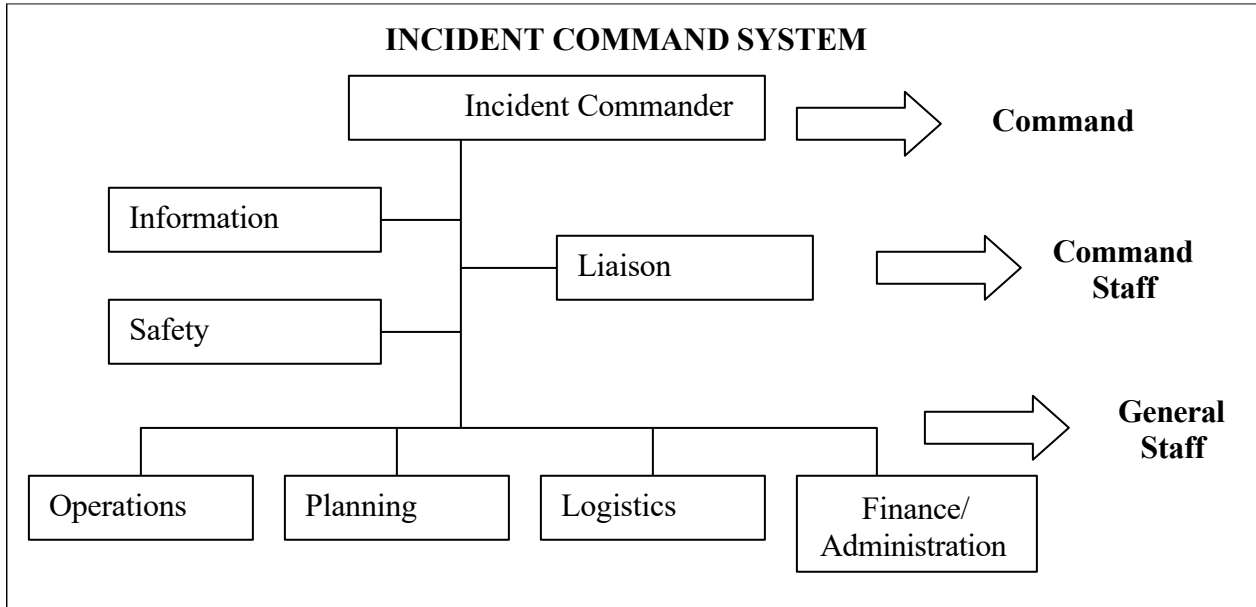 INCIDENT COMMAND SYSTEM
Incident Commander
Command
Information
Liaison
Command
Staff
Safety
General
Staff
Operations
Planning
Logistics
Finance/
Administration